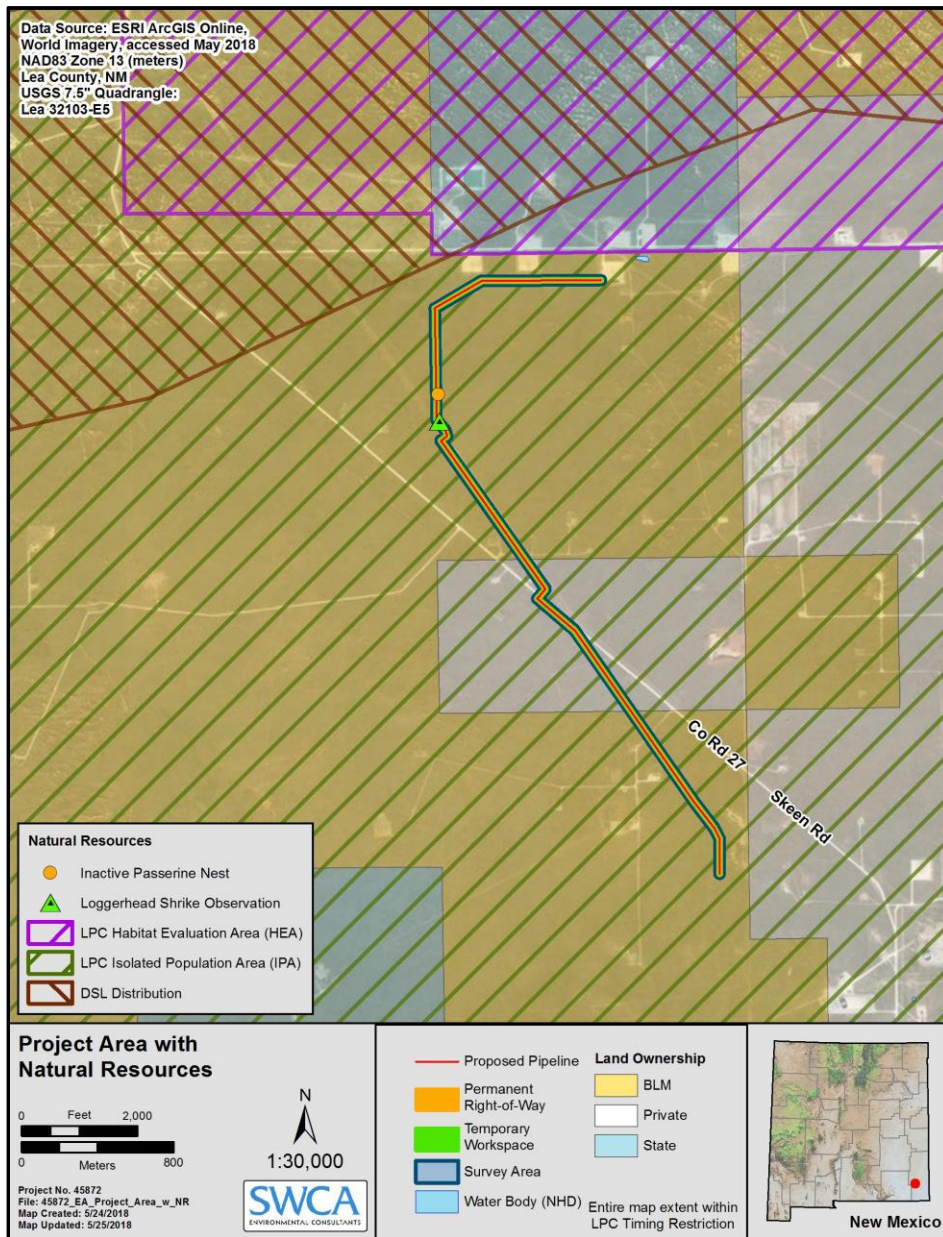 Data Source: ESRI ArcGIS Online,
World Imagery, accessed May 2018
NAD83 Zone 13 (meters)
Lea County, NM
USGS 7.5" Quadrangle:
Lea 32103-E5
Co Rd 27
Skeen Rd
Natural Resources
Inactive Passerine Nest
Loggerhead Shrike Observation
LPC Habitat Evaluation Area (HEA)
LPC Isolated Population Area (IPA)
DSL Distribution
Project Area with
Natural Resources
0 Feet 2,000
0 Meters 800
N
1:30,000
Project No. 45872
File: 45872_EA_Project_Area_w_NR
Map Created: 5/24/2018
Map Updated: 5/25/2018
SWCA
ENVIRONMENTAL CONSULTANTS
Proposed Pipeline
Permanent
Right-of-Way
Temporary
Workspace
Survey Area
Water Body (NHD)
Land Ownership
BLM
Private
State
Entire map extent within
LPC Timing Restriction
New Mexico